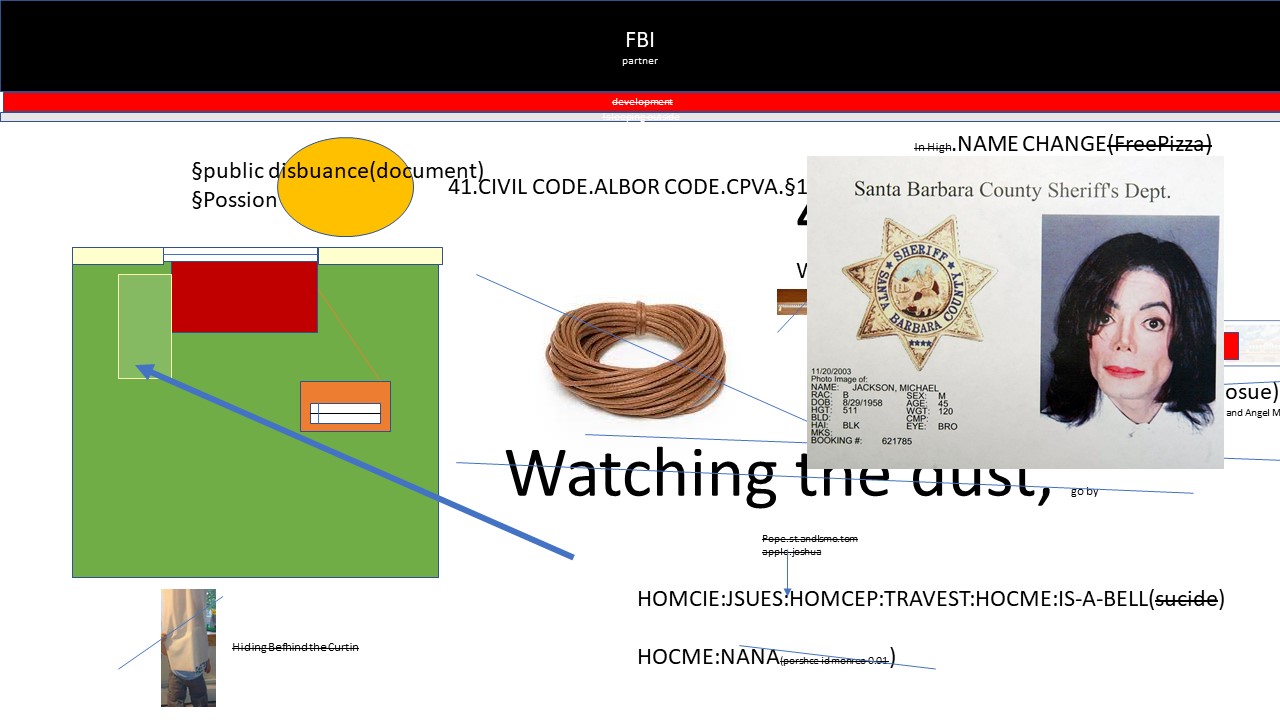 FBI
partner
development
In High.NAME CHANGE(FreePizza)
§public disbuance(document)
§Possion
41.CIVIL CODE.ALBOR CODE.CPVA.§1
Santa Barbara County Sheriff's Dept.
SHERIFF
SANTA BARBARA COUNTY
11/20/2003
Photo Image of:
NAME: JACKSON, MICHAEL
RAC: B SEX: M
DOB: 8/29/1958 AGE: 45
HGT: 511 WGT: 120
BLD: CMP:
HAI: BLK EYE: BRO
MKS:
BOOKING #: 621785
osue)
and Angel M
Watching the dust, go by
Pope.st.andIsmo.tom
apple.joshua
HOMCIE:JSUES:HOMCEP:TRAVEST:HOCME:IS-A-BELL(sucide)
Hiding Befhind the Curtin
HOCME:NANA(porshce id monreo 0.01 )